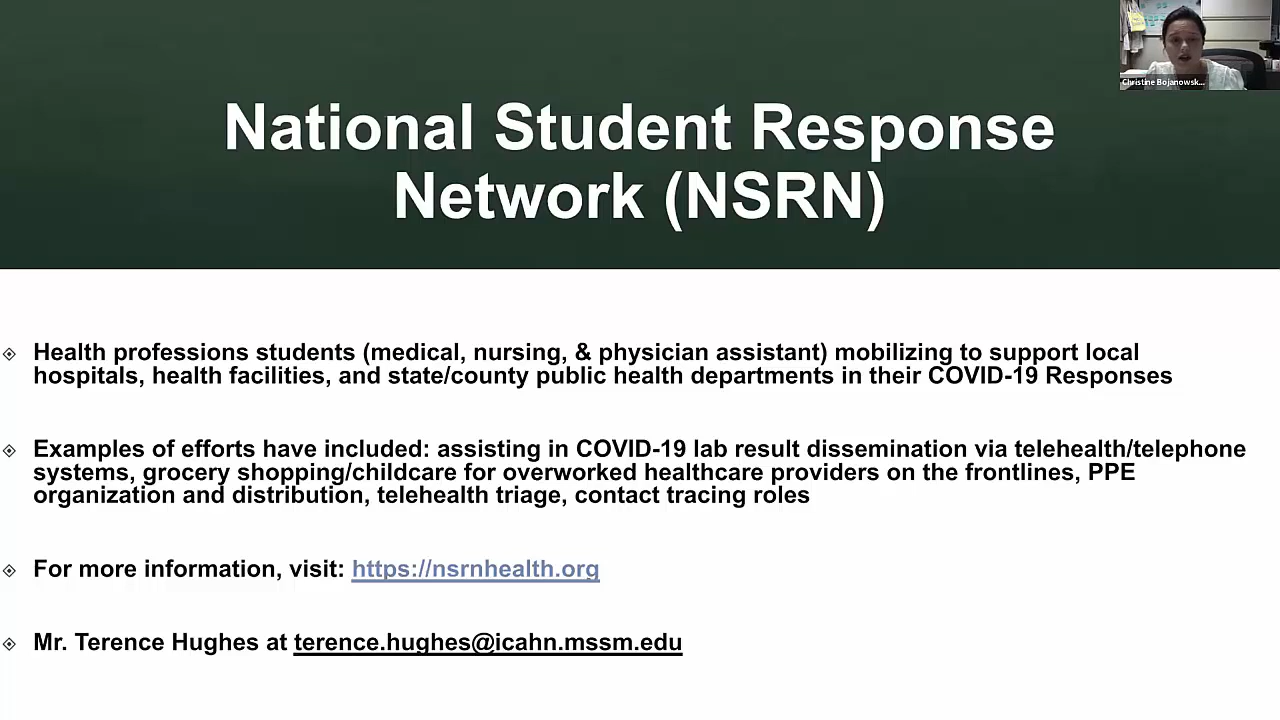 Christine Bojanowsk...
National Student Response
Network (NSRN)
Health professions students (medical, nursing, & physician assistant) mobilizing to support local
hospitals, health facilities, and state/county public health departments in their COVID-19 Responses
Examples of efforts have included: assisting in COVID-19 lab result dissemination via telehealth/telephone
systems, grocery shopping/childcare for overworked healthcare providers on the frontlines, PPE
organization and distribution, telehealth triage, contact tracing roles
For more information, visit: https://nsrnhealth.org
Mr. Terence Hughes at terence.hughes@icahn.mssm.edu